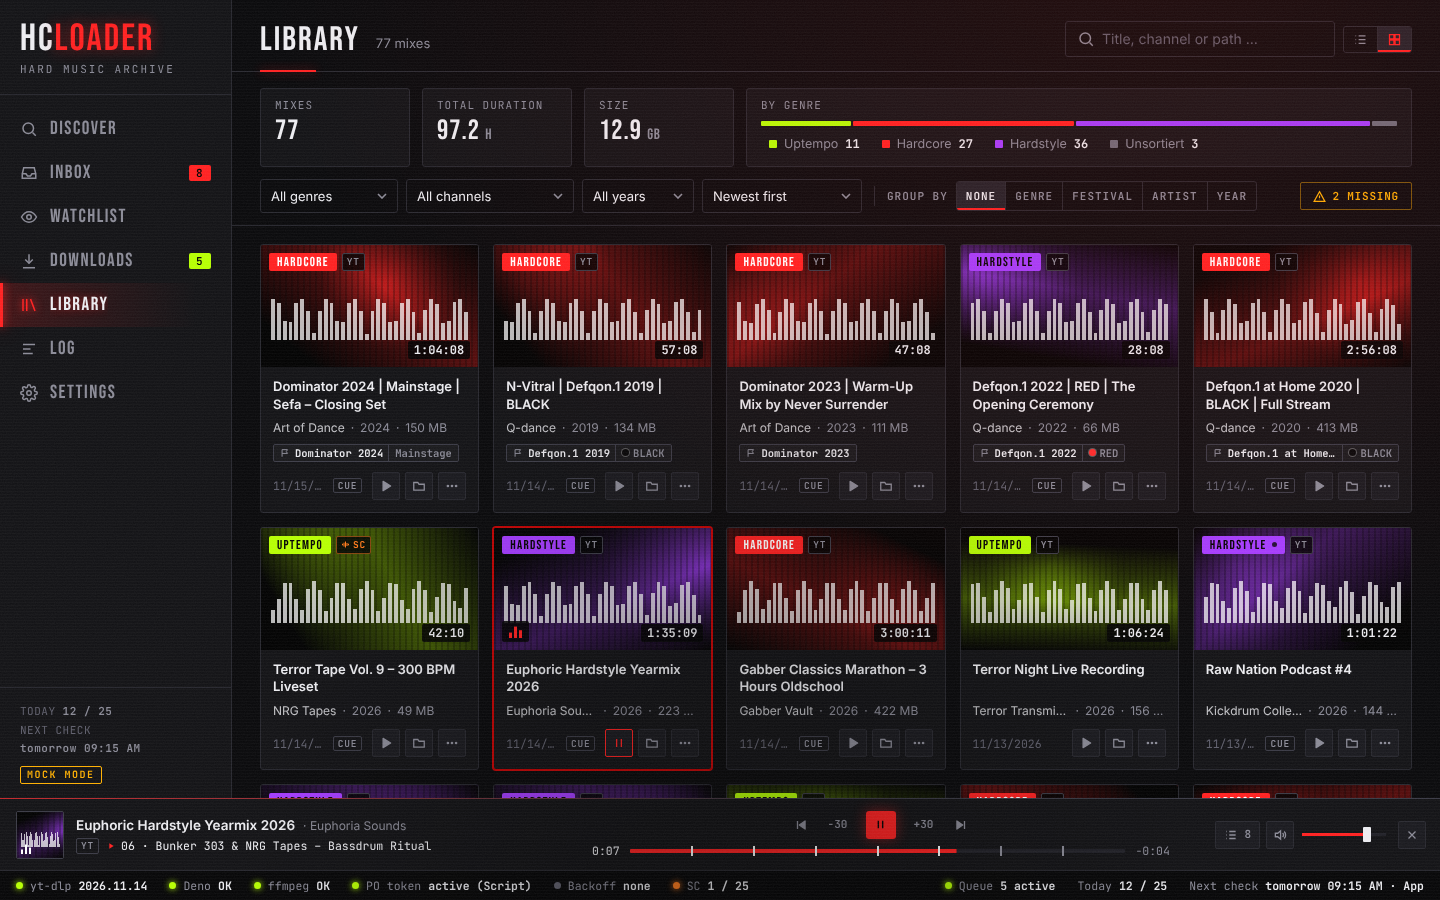 HCLOADER
HARD MUSIC ARCHIVE
DISCOVER
INBOX 8
WATCHLIST
DOWNLOADS 5
LIBRARY
LOG
SETTINGS
TODAY 12 / 25
NEXT CHECK
tomorrow 09:15 AM
MOCK MODE
LIBRARY 77 mixes
Title, channel or path ...
MIXES
77
TOTAL DURATION
97.2 H
SIZE
12.9 GB
BY GENRE
Uptempo 11 Hardcore 27 Hardstyle 36 Unsortiert 3
All genres All channels All years Newest first GROUP BY NONE GENRE FESTIVAL ARTIST YEAR 2 MISSING
HARDCORE YT
1:04:08
Dominator 2024 | Mainstage |
Sefa – Closing Set
Art of Dance · 2024 · 150 MB
Dominator 2024 Mainstage
11/15/… CUE
HARDCORE YT
57:08
N-Vitral | Defqon.1 2019 |
BLACK
Q-dance · 2019 · 134 MB
Defqon.1 2019 BLACK
11/14/… CUE
HARDCORE YT
47:08
Dominator 2023 | Warm-Up
Mix by Never Surrender
Art of Dance · 2023 · 111 MB
Dominator 2023
11/14/… CUE
HARDSTYLE YT
28:08
Defqon.1 2022 | RED | The
Opening Ceremony
Q-dance · 2022 · 66 MB
Defqon.1 2022 RED
11/14/… CUE
HARDCORE YT
2:56:08
Defqon.1 at Home 2020 |
BLACK | Full Stream
Q-dance · 2020 · 413 MB
Defqon.1 at Home… BLACK
11/14/… CUE
UPTEMPO SC
42:10
Terror Tape Vol. 9 – 300 BPM
Liveset
NRG Tapes · 2026 · 49 MB
11/14/… CUE
HARDSTYLE YT
1:35:09
Euphoric Hardstyle Yearmix
2026
Euphoria Sou… · 2026 · 223 …
11/14/… CUE
HARDCORE YT
3:00:11
Gabber Classics Marathon – 3
Hours Oldschool
Gabber Vault · 2026 · 422 MB
11/14/… CUE
UPTEMPO YT
1:06:24
Terror Night Live Recording
Terror Transmi… · 2026 · 156 …
11/13/2026
HARDSTYLE YT
1:01:22
Raw Nation Podcast #4
Kickdrum Colle… · 2026 · 144 …
11/13/… CUE
Euphoric Hardstyle Yearmix 2026 · Euphoria Sounds
YT 06 · Bunker 303 & NRG Tapes – Bassdrum Ritual
-30 +30
0:07 -0:04
8
yt-dlp 2026.11.14 Deno OK ffmpeg OK PO token active (Script) Backoff none SC 1 / 25 Queue 5 active Today 12 / 25 Next check tomorrow 09:15 AM · App